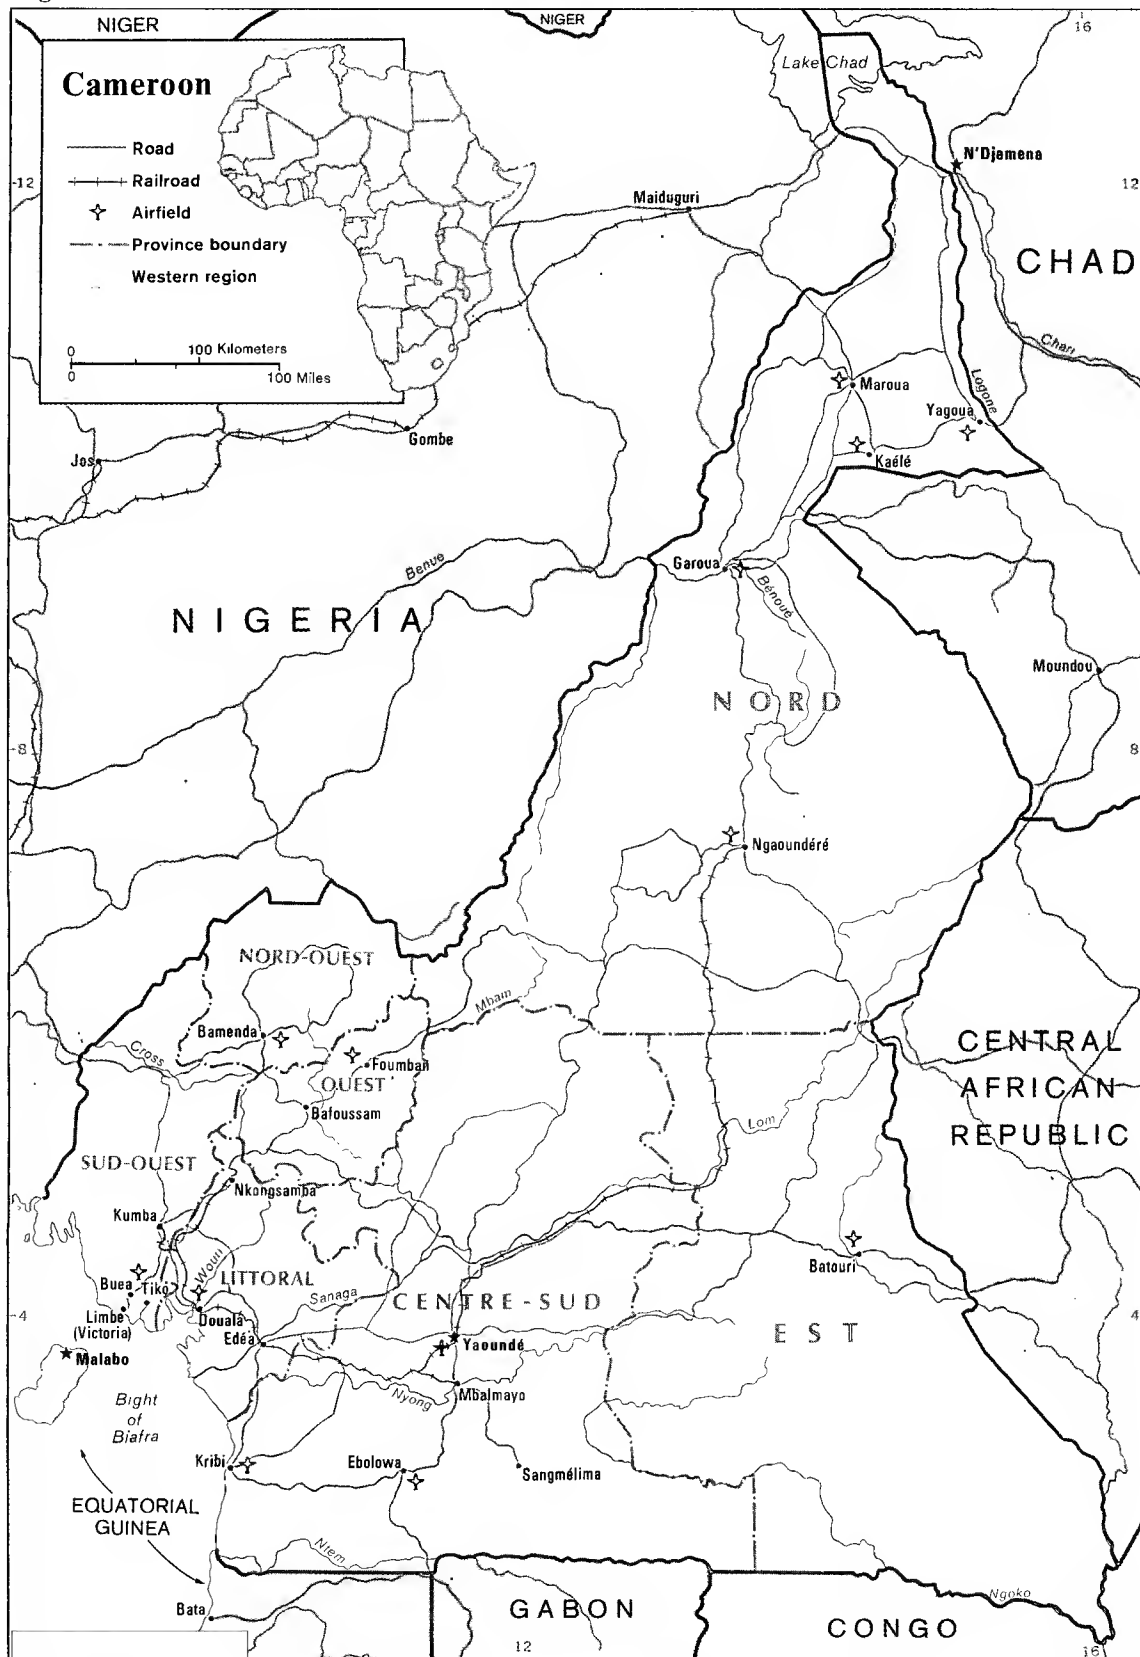 NIGER
NIGER
16
Cameroon
Road
Railroad
Airfield
Province boundary
Western region
0
100 Kilometers
0
100 Miles
Lake Chad
N'Djamena
12
12
Maiduguri
CHAD
Chari
Logone
Maroua
Yagoua
Kaélé
Gombe
Jos
Benue
Garoua
Bénoué
NIGERIA
Moundou
NORD
8
8
Ngaoundéré
NORD-OUEST
Mbam
Bamenda
Cross
Foumban
OUEST
Bafoussam
CENTRAL
AFRICAN
REPUBLIC
Lom
SUD-OUEST
Nkongsamba
Kumba
Batouri
Wouri
Buea
Tiko
LITTORAL
Sanaga
CENTRE-SUD
Limbe
(Victoria)
Douala
4
4
Edéa
Yaoundé
EST
Malabo
Mbalmayo
Nyong
Bight
of
Biafra
Kribi
Ebolowa
Sangmélima
EQUATORIAL
GUINEA
Ntem
Ngoko
Bata
GABON
CONGO
12
16